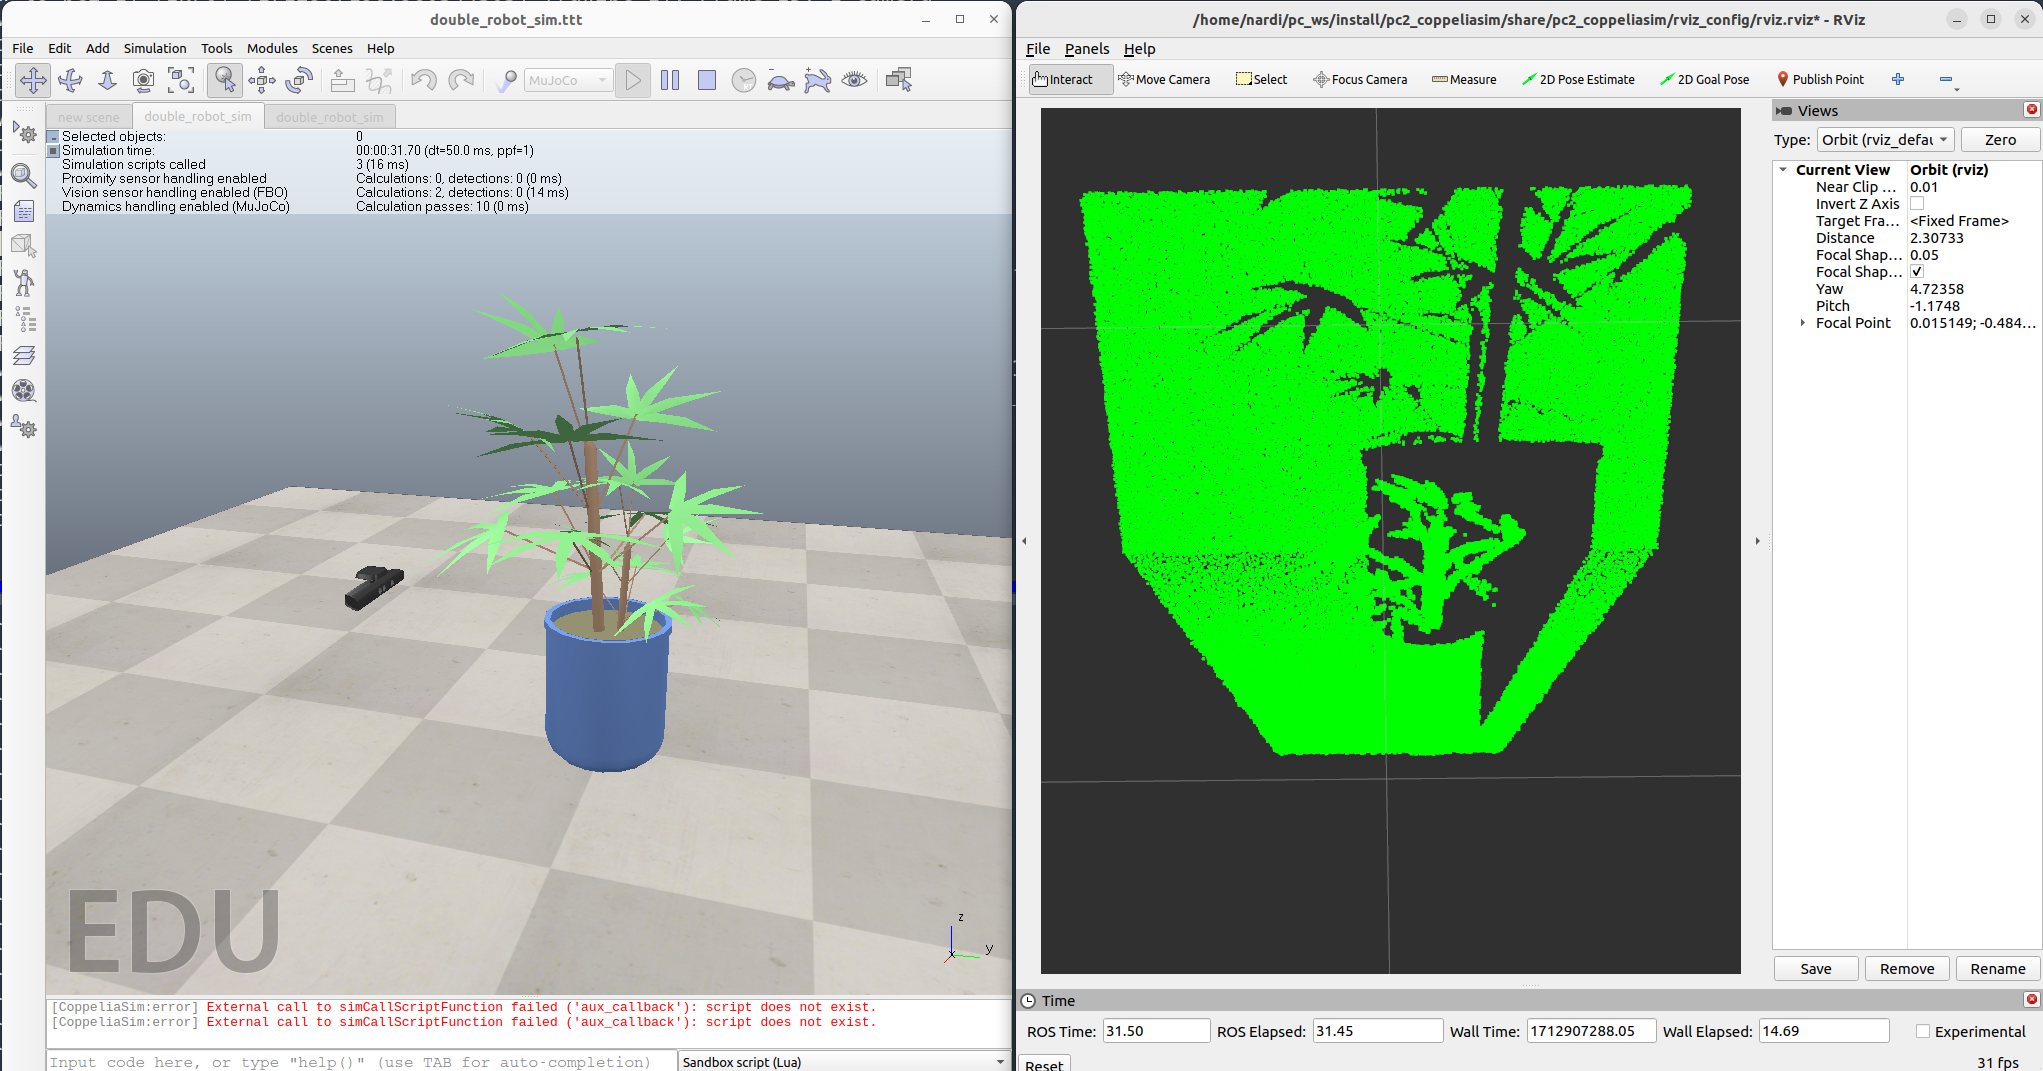 double_robot_sim.ttt
File Edit Add Simulation Tools Modules Scenes Help
MuJoCo
new scene double_robot_sim double_robot_sim
Selected objects: 0
Simulation time: 00:00:31.70 (dt=50.0 ms, ppf=1)
Simulation scripts called 3 (16 ms)
Proximity sensor handling enabled Calculations: 0, detections: 0 (0 ms)
Vision sensor handling enabled (FBO) Calculations: 2, detections: 0 (14 ms)
Dynamics handling enabled (MuJoCo) Calculation passes: 10 (0 ms)
EDU
z
y
x
[CoppeliaSim:error] External call to simCallScriptFunction failed ('aux_callback'): script does not exist.
[CoppeliaSim:error] External call to simCallScriptFunction failed ('aux_callback'): script does not exist.
Input code here, or type "help()" (use TAB for auto-completion) Sandbox script (Lua)
/home/nardi/pc_ws/install/pc2_coppeliasim/share/pc2_coppeliasim/rviz_config/rviz.rviz* - RViz
File Panels Help
Interact Move Camera Select Focus Camera Measure 2D Pose Estimate 2D Goal Pose Publish Point
Views
Type: Orbit (rviz_defau Zero
Current View Orbit (rviz)
Near Clip ... 0.01
Invert Z Axis
Target Fra... <Fixed Frame>
Distance 2.30733
Focal Shap... 0.05
Focal Shap...
Yaw 4.72358
Pitch -1.1748
Focal Point 0.015149; -0.484...
Save Remove Rename
Time
ROS Time: 31.50 ROS Elapsed: 31.45 Wall Time: 1712907288.05 Wall Elapsed: 14.69 Experimental
Reset 31 fps